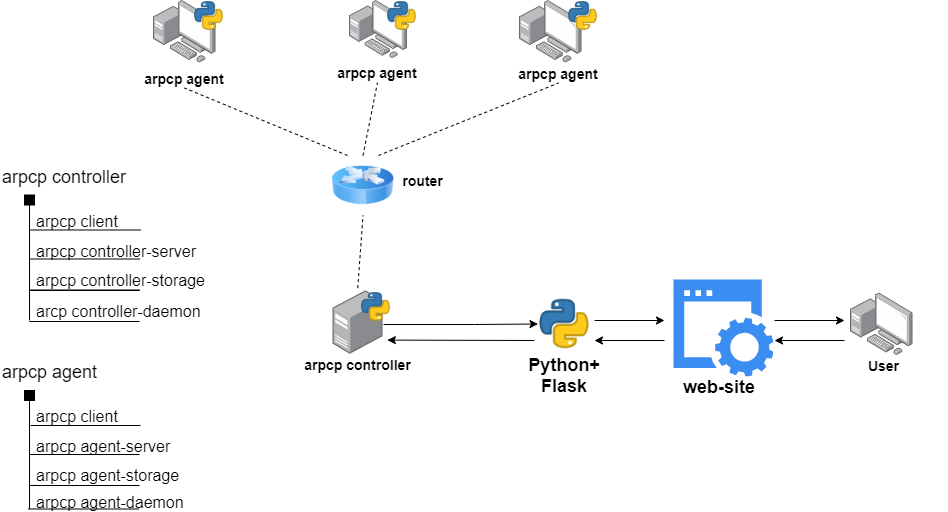 arpcp agent
arpcp agent
arpcp agent
router
arpcp controller
arpcp client
arpcp controller-server
arpcp controller-storage
arcp controller-daemon
arpcp controller
Python+
Flask
web-site
User
arpcp agent
arpcp client
arpcp agent-server
arpcp agent-storage
arpcp agent-daemon